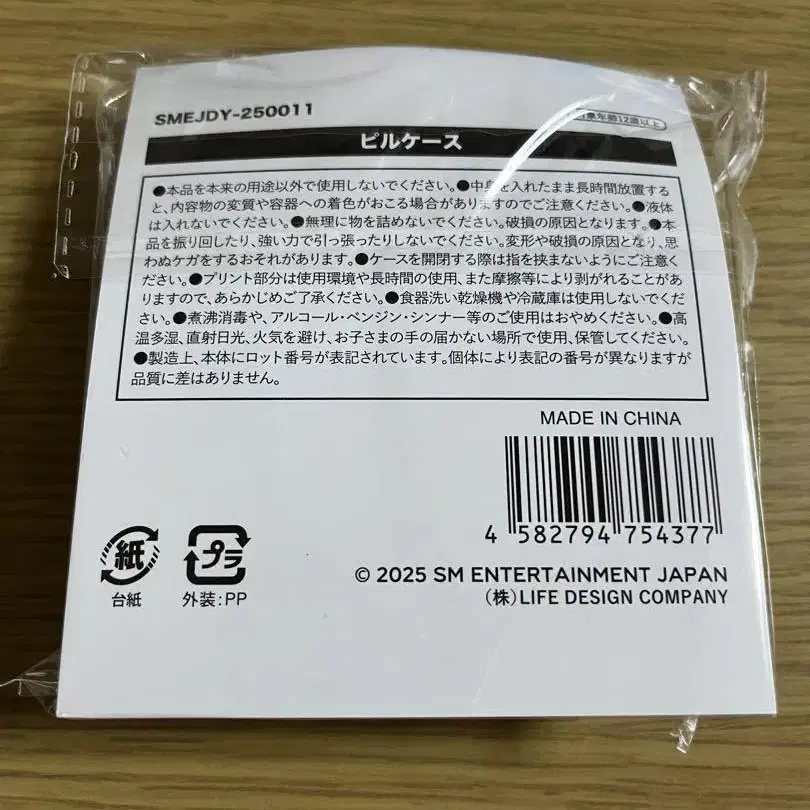 SMEJDY-250011
対象年齢12歳以上
ピルケース
●本品を本来の用途以外で使用しないでください。●中身を入れたまま長時間放置する
と、内容物の変質や容器への着色がおこる場合がありますのでご注意ください。●液体
は入れないでください。●無理に物を詰めないでください。破損の原因となります。●本
品を振り回したり、強い力で引っ張ったりしないでください。変形や破損の原因となり、思
わぬケガをするおそれがあります。●ケースを開閉する際は指を挟まないようにご注意く
ださい。●プリント部分は使用環境や長時間の使用、また摩擦等により剥がれることがあ
りますので、あらかじめご了承ください。●食器洗い乾燥機や冷蔵庫は使用しないでくだ
さい。●煮沸消毒や、アルコール・ベンジン・シンナー等のご使用はおやめください。●高
温多湿、直射日光、火気を避け、お子さまの手の届かない場所で使用、保管してください。
●製造上、本体にロット番号が表記されています。個体により表記の番号が異なりますが
品質に差はありません。
MADE IN CHINA
4 582794 754377
紙
台紙
プラ
外装:PP
© 2025 SM ENTERTAINMENT JAPAN
(株)LIFE DESIGN COMPANY